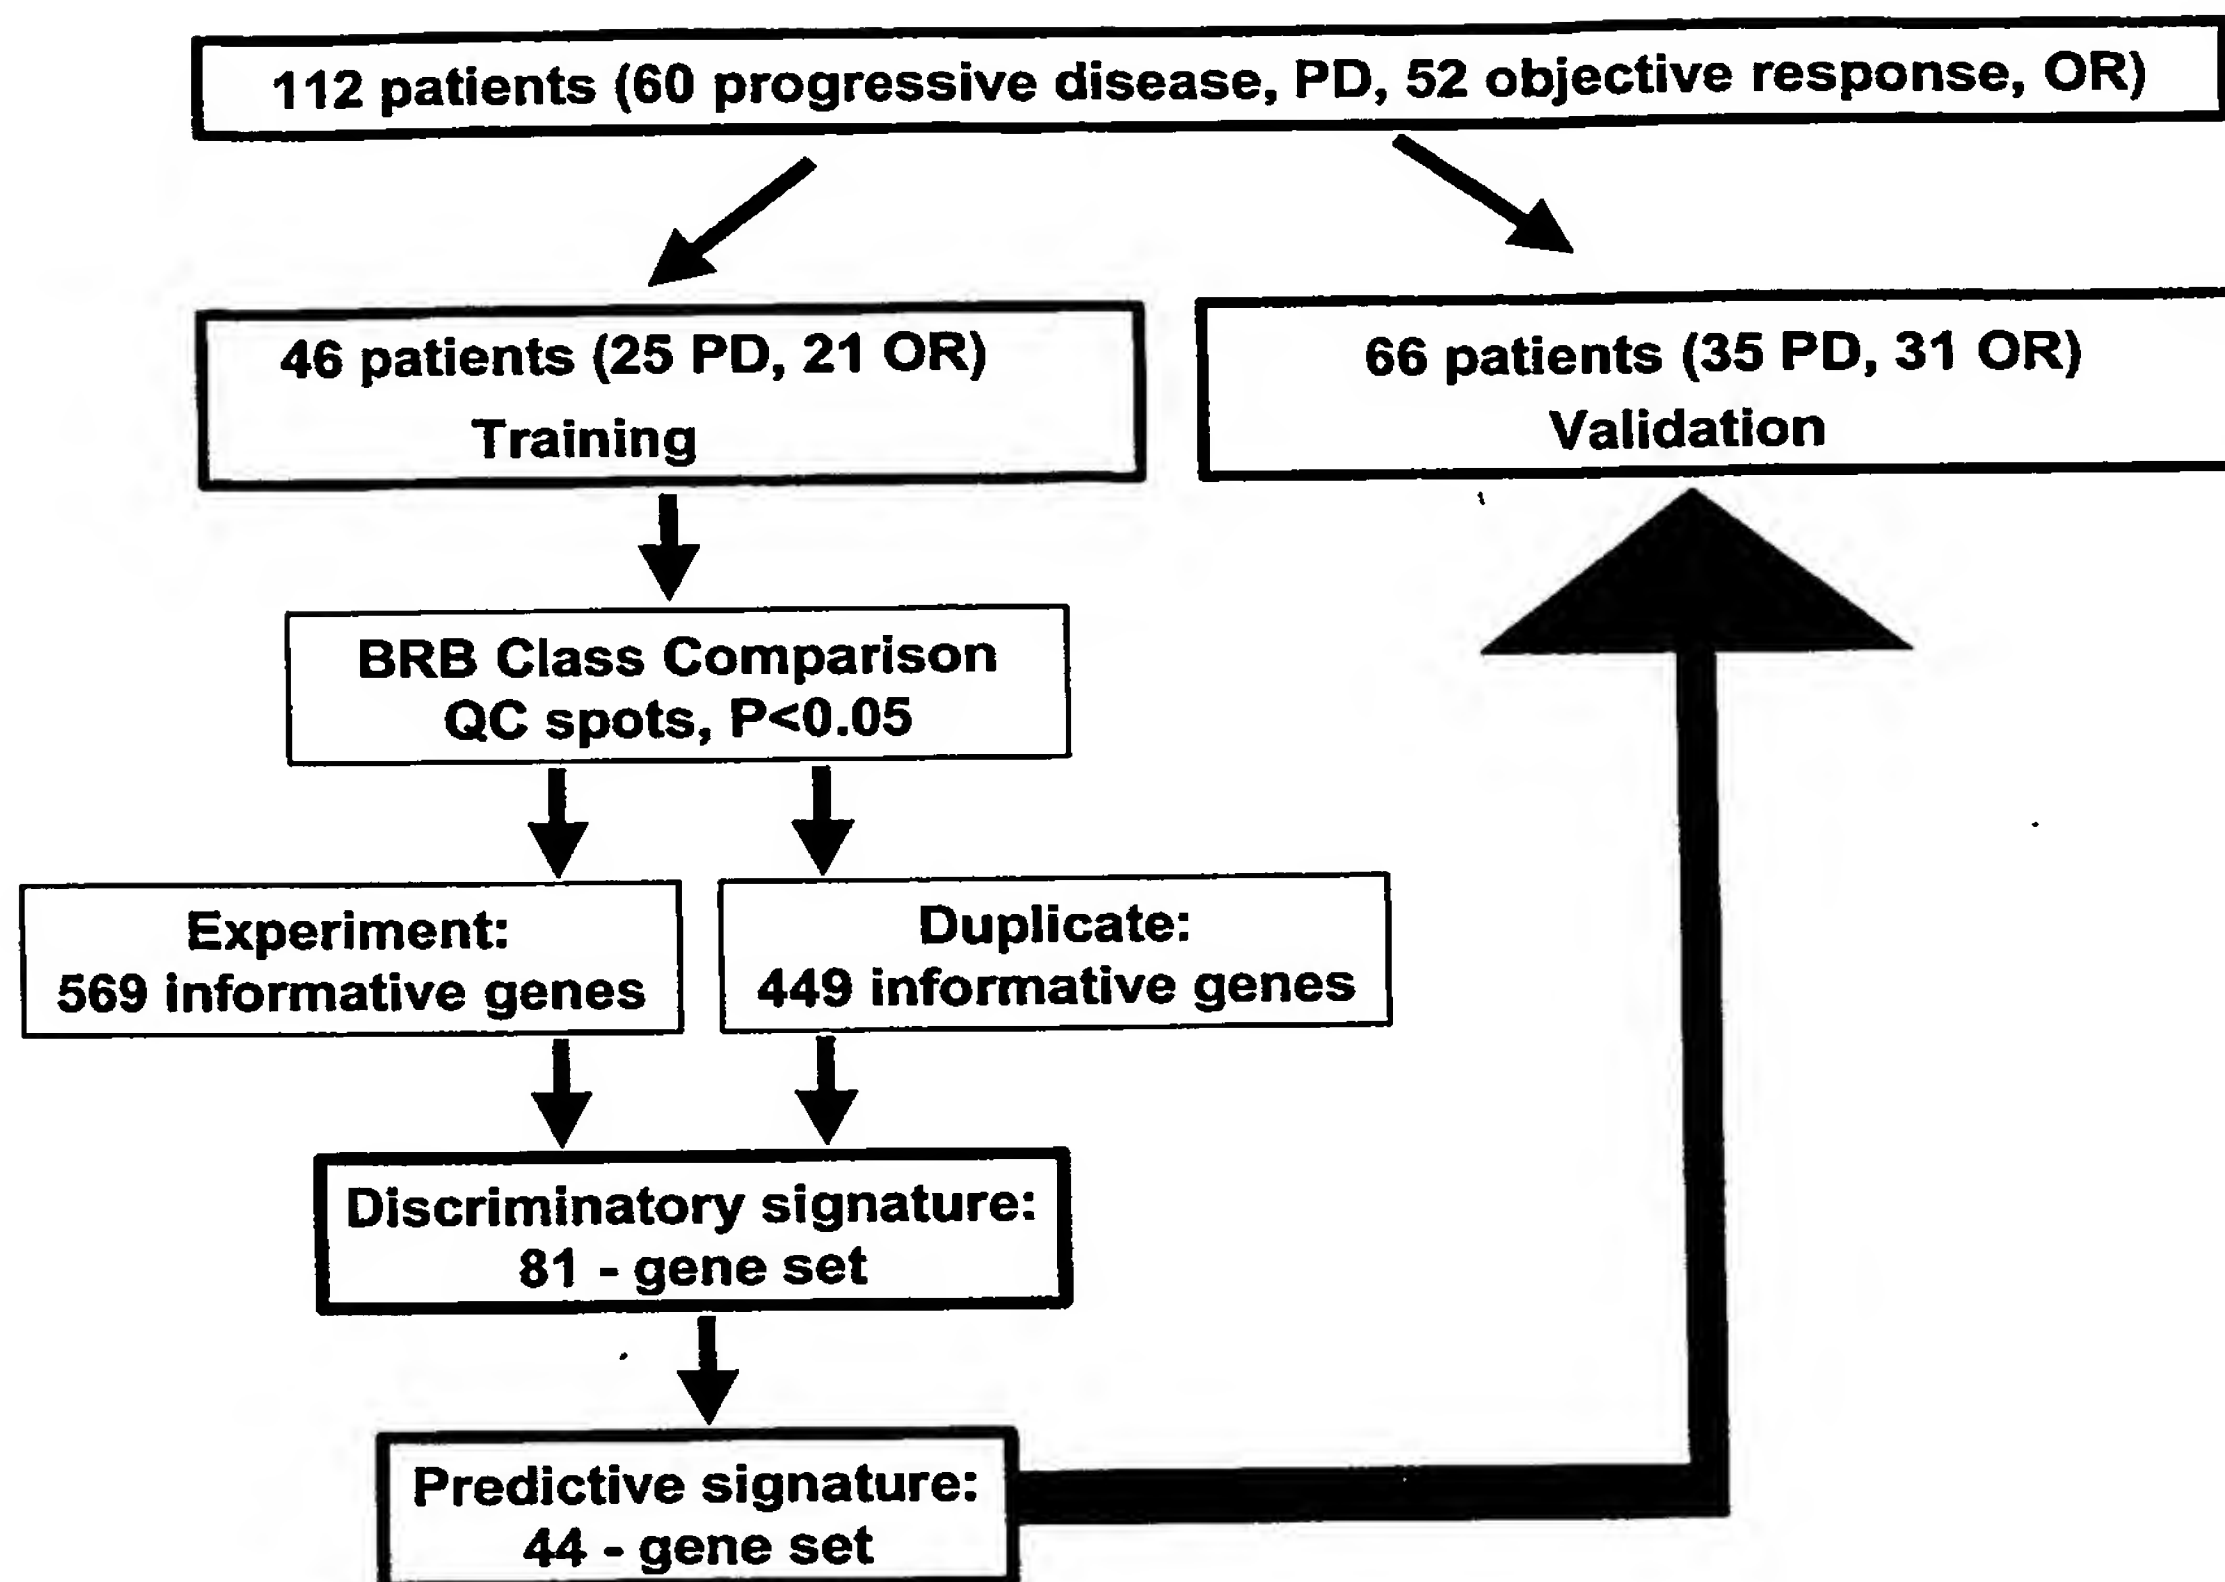 112 patients (60 progressive disease, PD, 52 objective response, OR)
46 patients (25 PD, 21 OR)
Training
66 patients (35 PD, 31 OR)
Validation
BRB Class Comparison
QC spots, P<0.05
Experiment:
569 informative genes
Duplicate:
449 informative genes
Discriminatory signature:
81 - gene set
Predictive signature:
44 - gene set